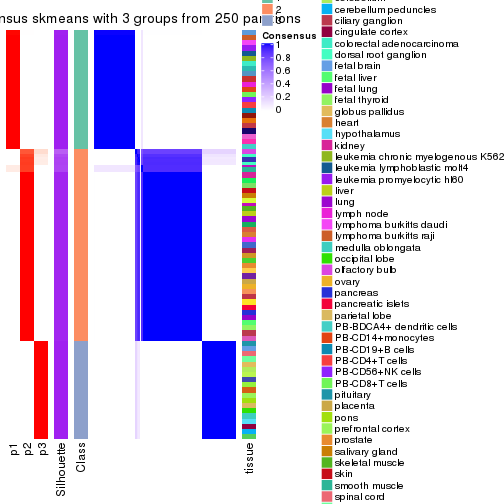 nsus skmeans with 3 groups from 250 par
ons
2
3
Consensus
1
0.8
0.6
0.4
0.2
0
p1
p2
p3
Silhouette
Class
tissue
cerebellum peduncles
ciliary ganglion
cingulate cortex
colorectal adenocarcinoma
dorsal root ganglion
fetal brain
fetal liver
fetal lung
fetal thyroid
globus pallidus
heart
hypothalamus
kidney
leukemia chronic myelogenous K562
leukemia lymphoblastic molt4
leukemia promyelocytic hl60
liver
lung
lymph node
lymphoma burkitts daudi
lymphoma burkitts raji
medulla oblongata
occipital lobe
olfactory bulb
ovary
pancreas
pancreatic islets
parietal lobe
PB-BDCA4+ dendritic cells
PB-CD14+monocytes
PB-CD19+B cells
PB-CD4+T cells
PB-CD56+NK cells
PB-CD8+T cells
pituitary
placenta
pons
prefrontal cortex
prostate
salivary gland
skeletal muscle
skin
smooth muscle
spinal cord